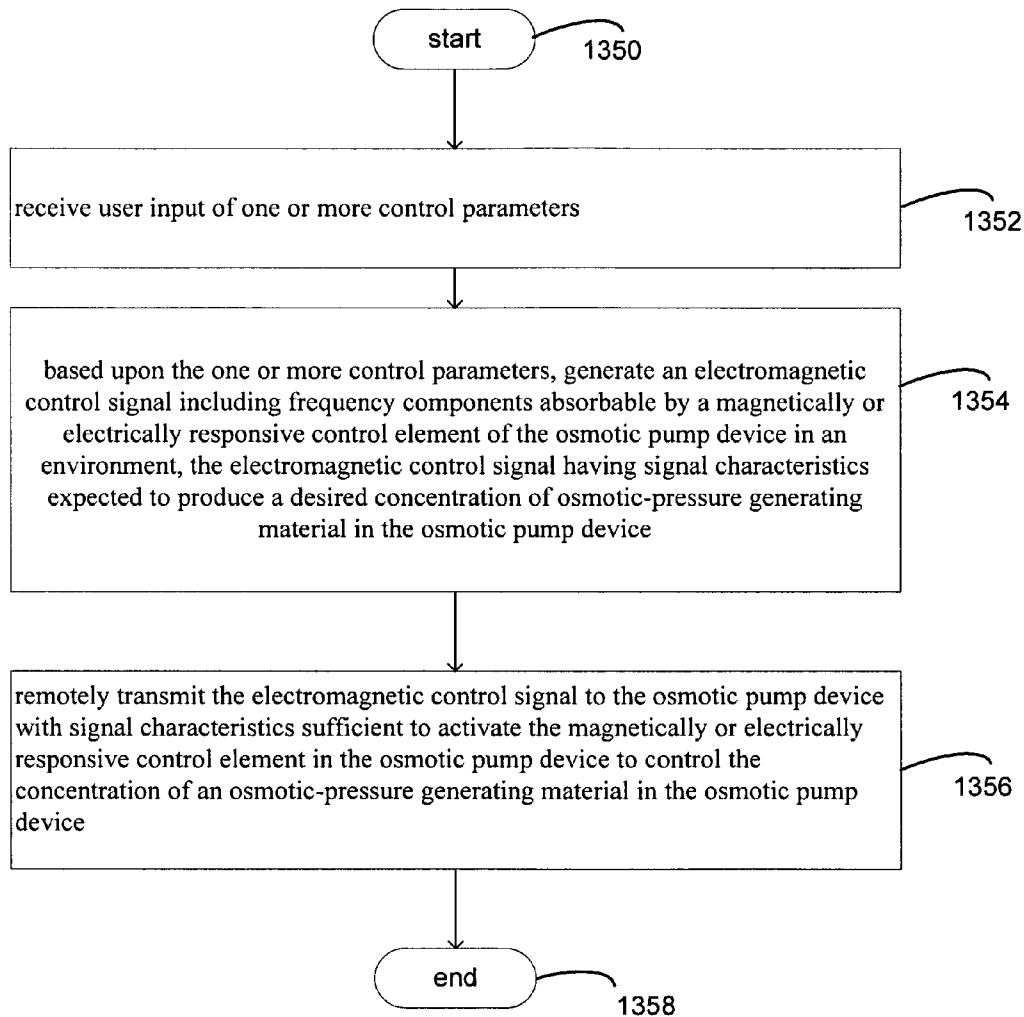 start
1350
receive user input of one or more control parameters
1352
based upon the one or more control parameters, generate an electromagnetic
control signal including frequency components absorbable by a magnetically or
electrically responsive control element of the osmotic pump device in an
environment, the electromagnetic control signal having signal characteristics
expected to produce a desired concentration of osmotic-pressure generating
material in the osmotic pump device
1354
remotely transmit the electromagnetic control signal to the osmotic pump device
with signal characteristics sufficient to activate the magnetically or electrically
responsive control element in the osmotic pump device to control the
concentration of an osmotic-pressure generating material in the osmotic pump
device
1356
end
1358